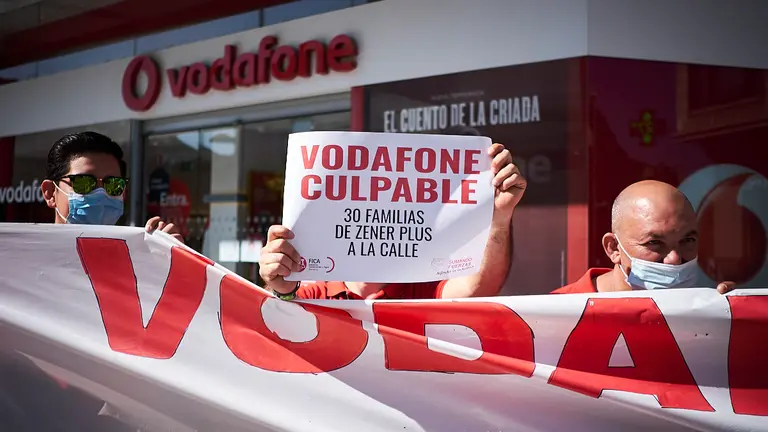 vodafone
EL CUENTO DE LA CRIADA
vodafone
Entra.
VODAFONE
CULPABLE
30 FAMILIAS
DE ZENER PLUS
A LA CALLE
FICA
VODA